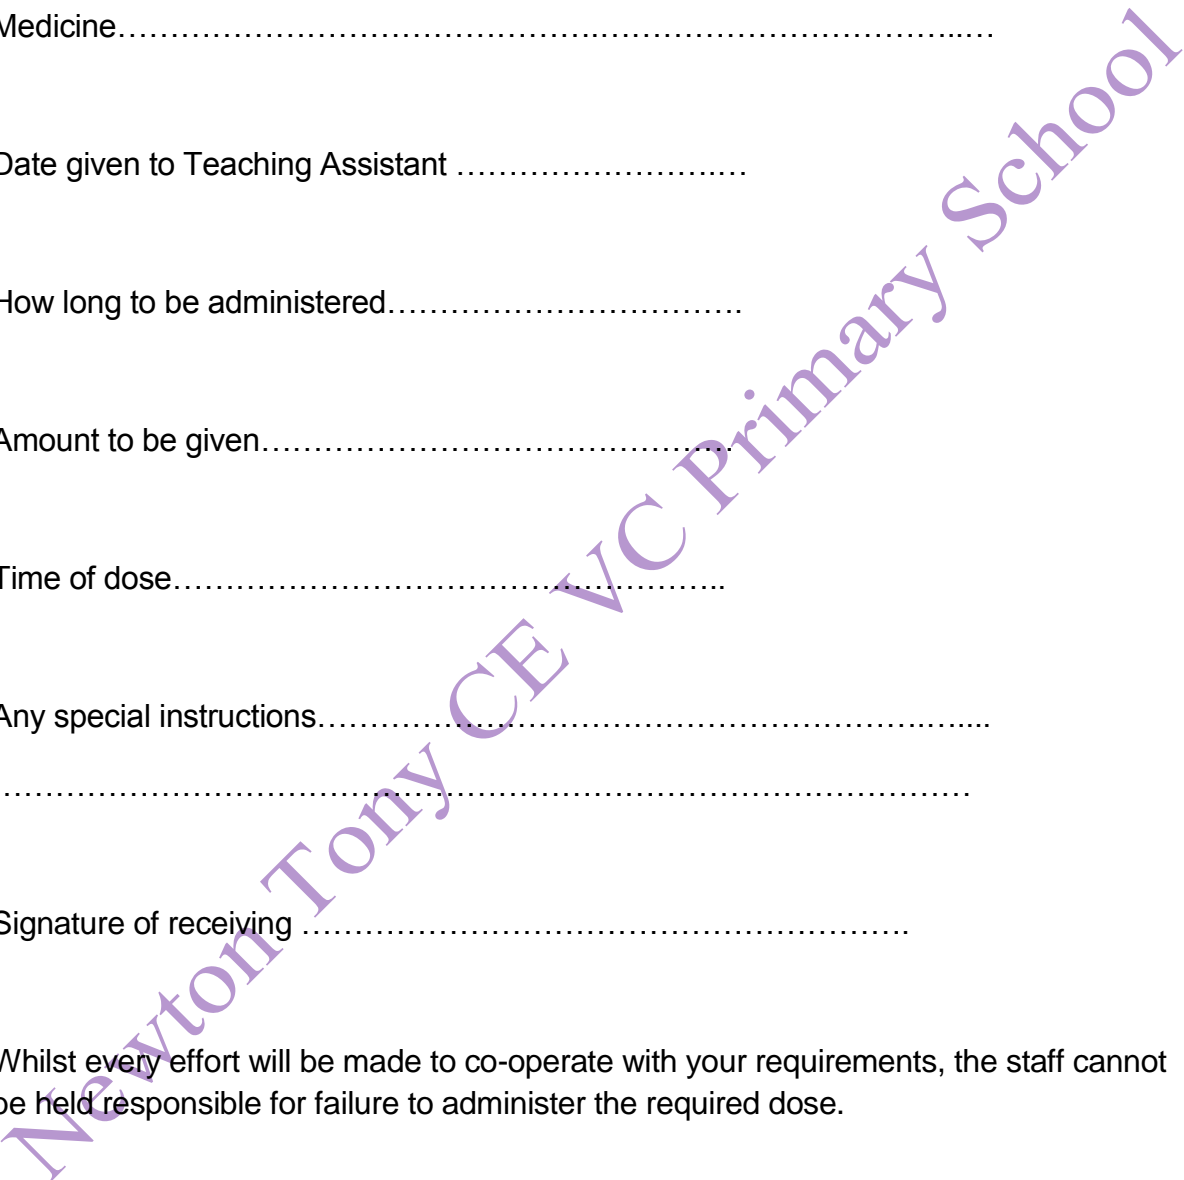 Medicine……………………………………….……………………………..…
Date given to Teaching Assistant …………………….…
How long to be administered…………………………….
Amount to be given……………………………………….
Time of dose……………………………………………..
Any special instructions………………………………………………….…....
…………………………………………………………………………………
Signature of receiving ………………………………………………….
Whilst every effort will be made to co-operate with your requirements, the staff cannot
be held responsible for failure to administer the required dose.
Newton Tony CE VC Primary School